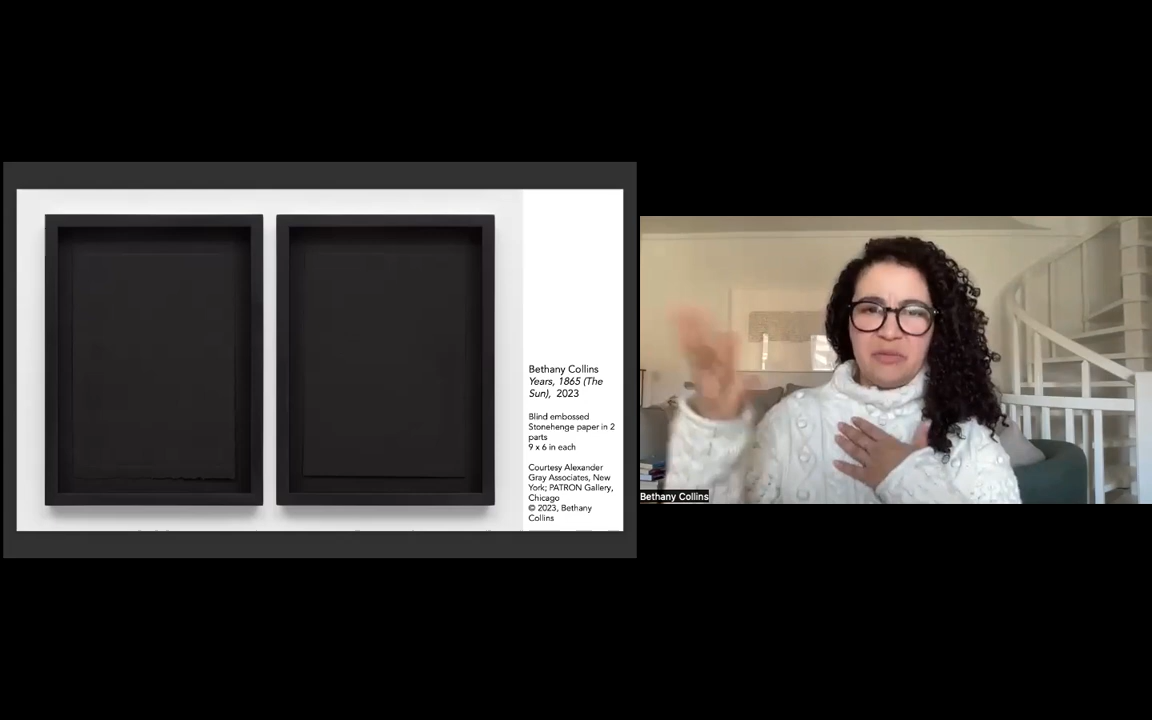 Bethany Collins
Years, 1865 (The
Sun), 2023
Blind embossed
Stonehenge paper in 2
parts
9 x 6 in each
Courtesy Alexander
Gray Associates, New
York; PATRON Gallery,
Chicago
© 2023, Bethany
Collins
Bethany Collins